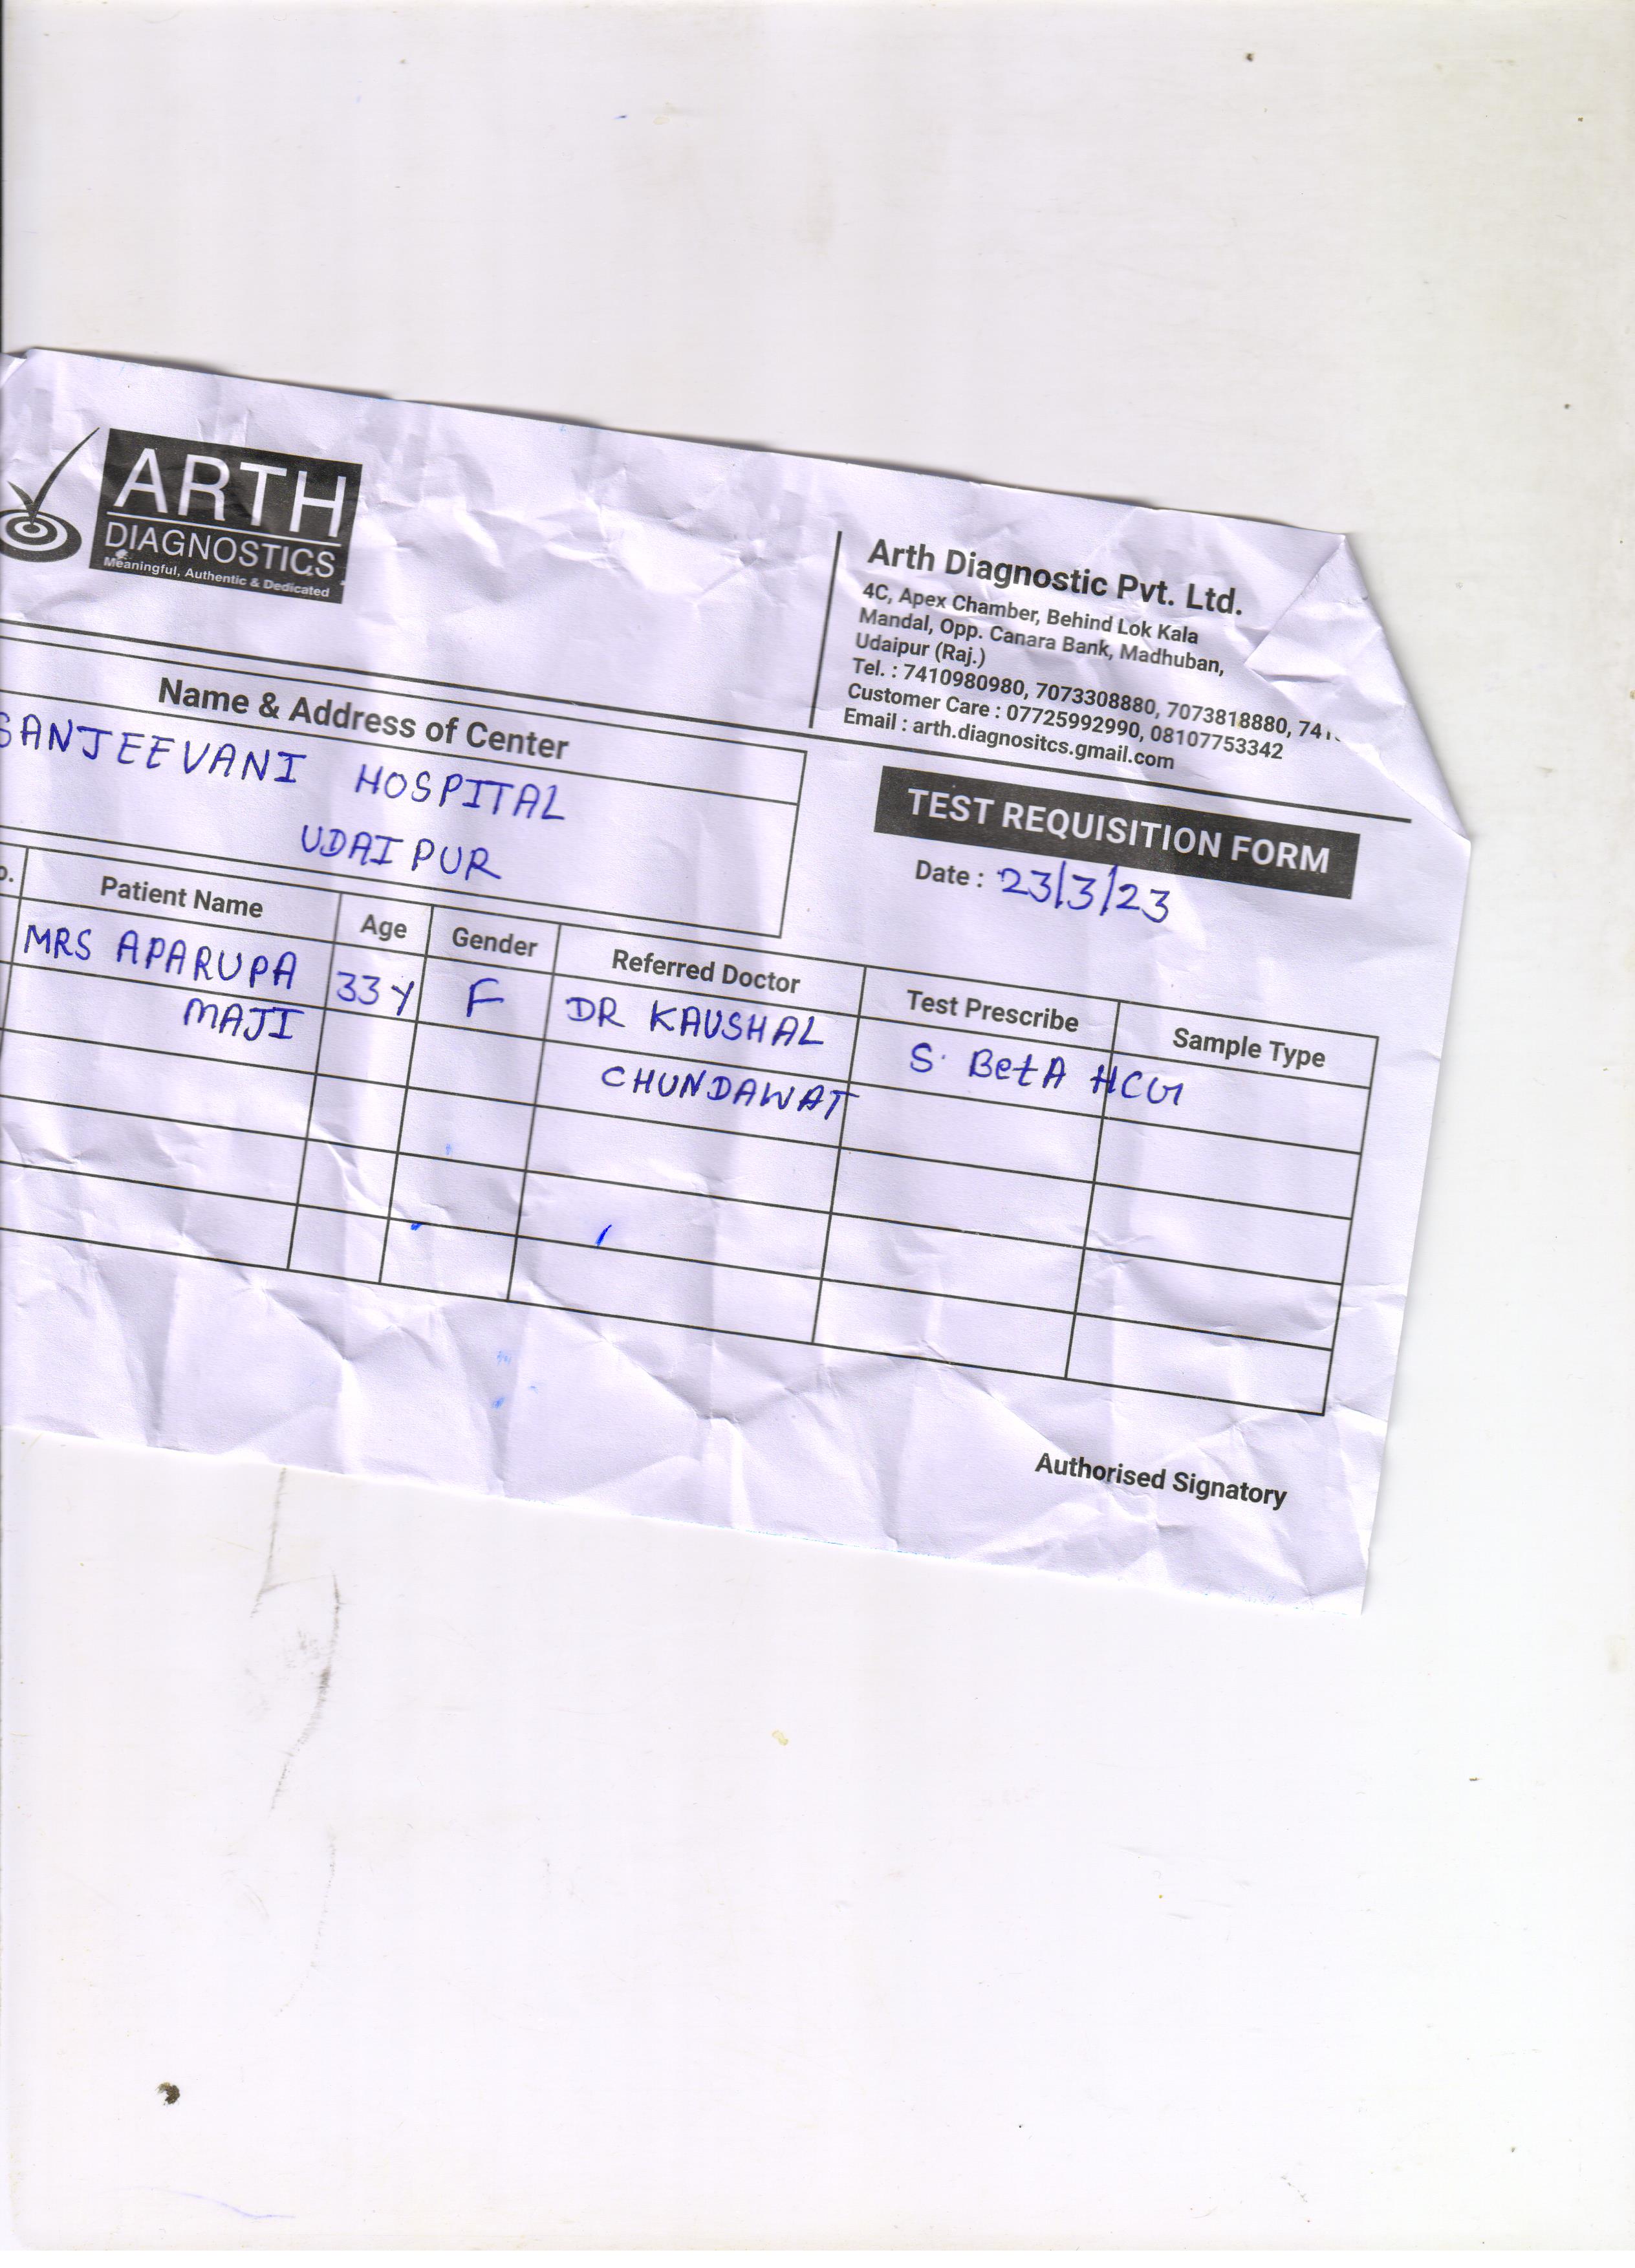 ARTH
DIAGNOSTICS
Meaningful, Authentic & Dedicated
Arth Diagnostic Pvt. Ltd.
4C, Apex Chamber, Behind Lok Kala
Mandal, Opp. Canara Bank, Madhuban,
Udaipur (Raj.)
Tel. : 7410980980, 7073308880, 7073818880,
Customer Care : 07725992990, 08107753342
Email : arth.diagnositcs.gmail.com
Name & Address of Center
SANJEEVANI HOSPITAL
UDAIPUR
TEST REQUISITION FORM
Date : 23/3/23
Patient Name Age Gender Referred Doctor Test Prescribe Sample Type
MRS APARUPA 33 Y F DR KAUSHAL S. BetA HCG
MAJI CHUNDAWAT
Authorised Signatory